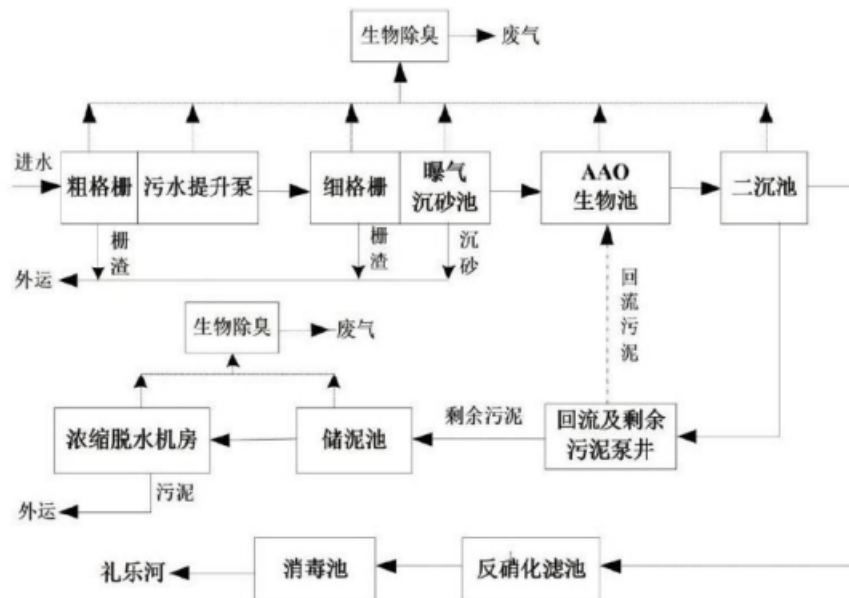 生物除臭
废气
进水
粗格栅
污水提升泵
细格栅
曝气
沉砂池
AAO
生物池
二沉池
栅渣
栅渣
沉砂
外运
回流污泥
生物除臭
废气
浓缩脱水机房
储泥池
剩余污泥
回流及剩余
污泥泵井
污泥
外运
礼乐河
消毒池
反硝化滤池